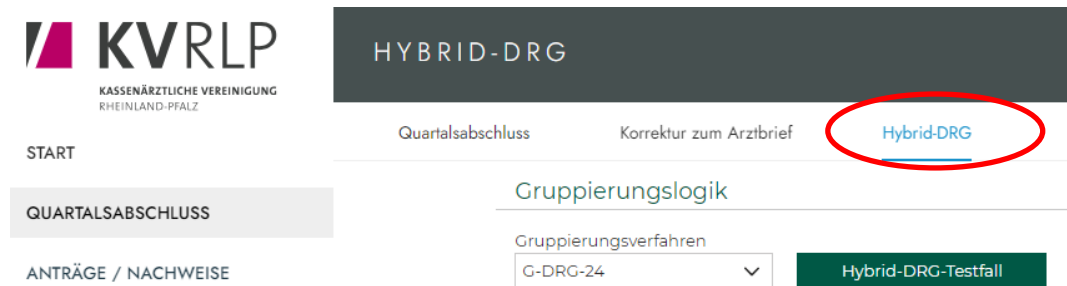 KVRLP
KASSENÄRZTLICHE VEREINIGUNG
RHEINLAND-PFALZ
START
QUARTALSABSCHLUSS
ANTRÄGE / NACHWEISE
HYBRID-DRG
Quartalsabschluss Korrektur zum Arztbrief Hybrid-DRG
Gruppierungslogik
Gruppierungsverfahren
G-DRG-24 Hybrid-DRG-Testfall